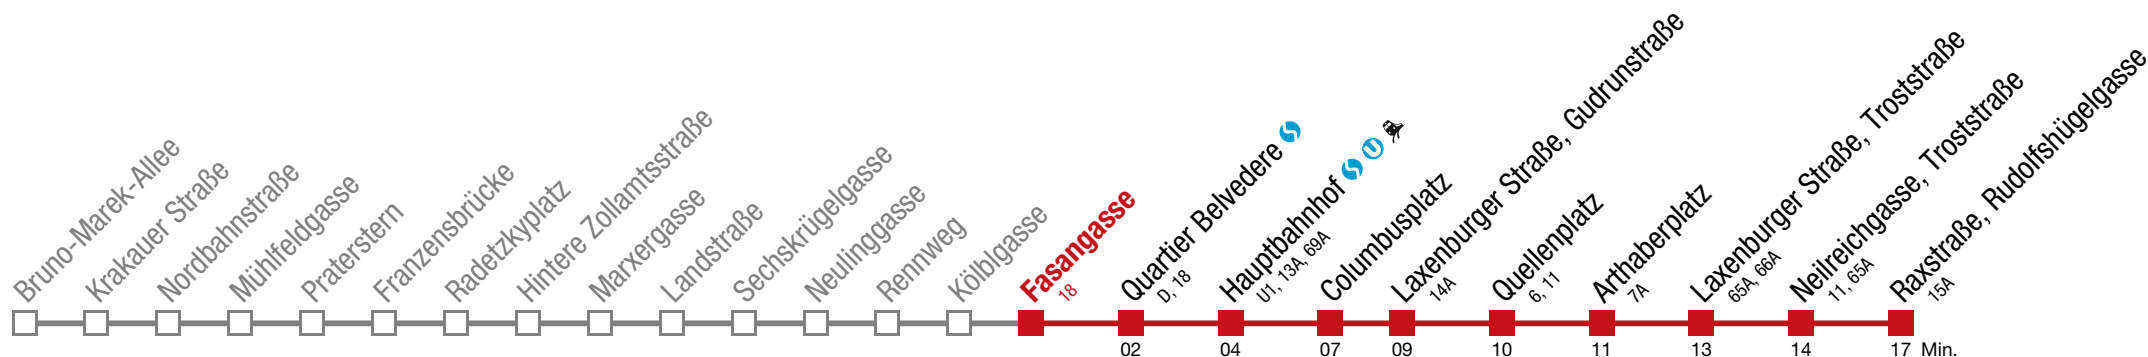 Bruno-Marek-Allee
Krakauer Straße
Nordbahnstraße
Mühlfeldgasse
Praterstern
Franzensbrücke
Radetzkyplatz
Hintere Zollamtsstraße
Marxergasse
Landstraße
Sechskrügelgasse
Neulinggasse
Rennweg
Kölblgasse
Fasangasse
18
Quartier Belvedere S
D, 18
Hauptbahnhof S U
U1, 13A, 69A
Columbusplatz
Laxenburger Straße, Gudrunstraße
14A
Quellenplatz
6, 11
Arthaberplatz
7A
Laxenburger Straße, Troststraße
65A, 66A
Neilreichgasse, Troststraße
11, 65A
Raxstraße, Rudolfshügelgasse
15A
02 04 07 09 10 11 13 14 17 Min.